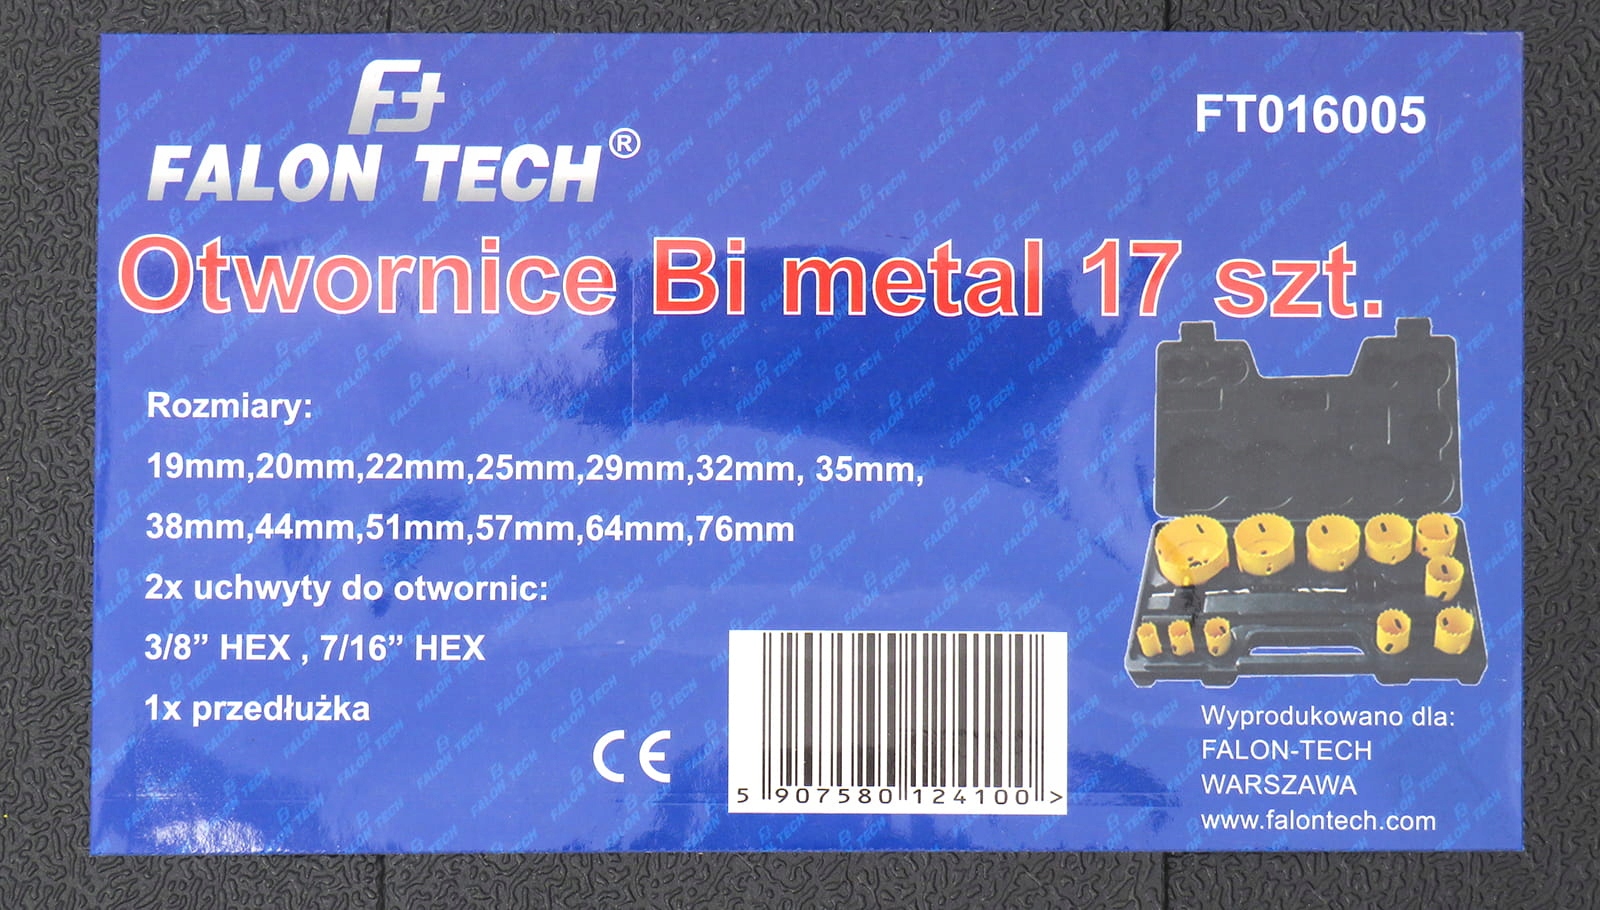 FALON TECH®
FT016005
Otwornice Bi metal 17 szt.
Rozmiary:
19mm,20mm,22mm,25mm,29mm,32mm, 35mm,
38mm,44mm,51mm,57mm,64mm,76mm
2x uchwyty do otwornic:
3/8” HEX , 7/16” HEX
1x przedłużka
CE
5 907580 124100 >
Wyprodukowano dla:
FALON-TECH
WARSZAWA
www.falontech.com